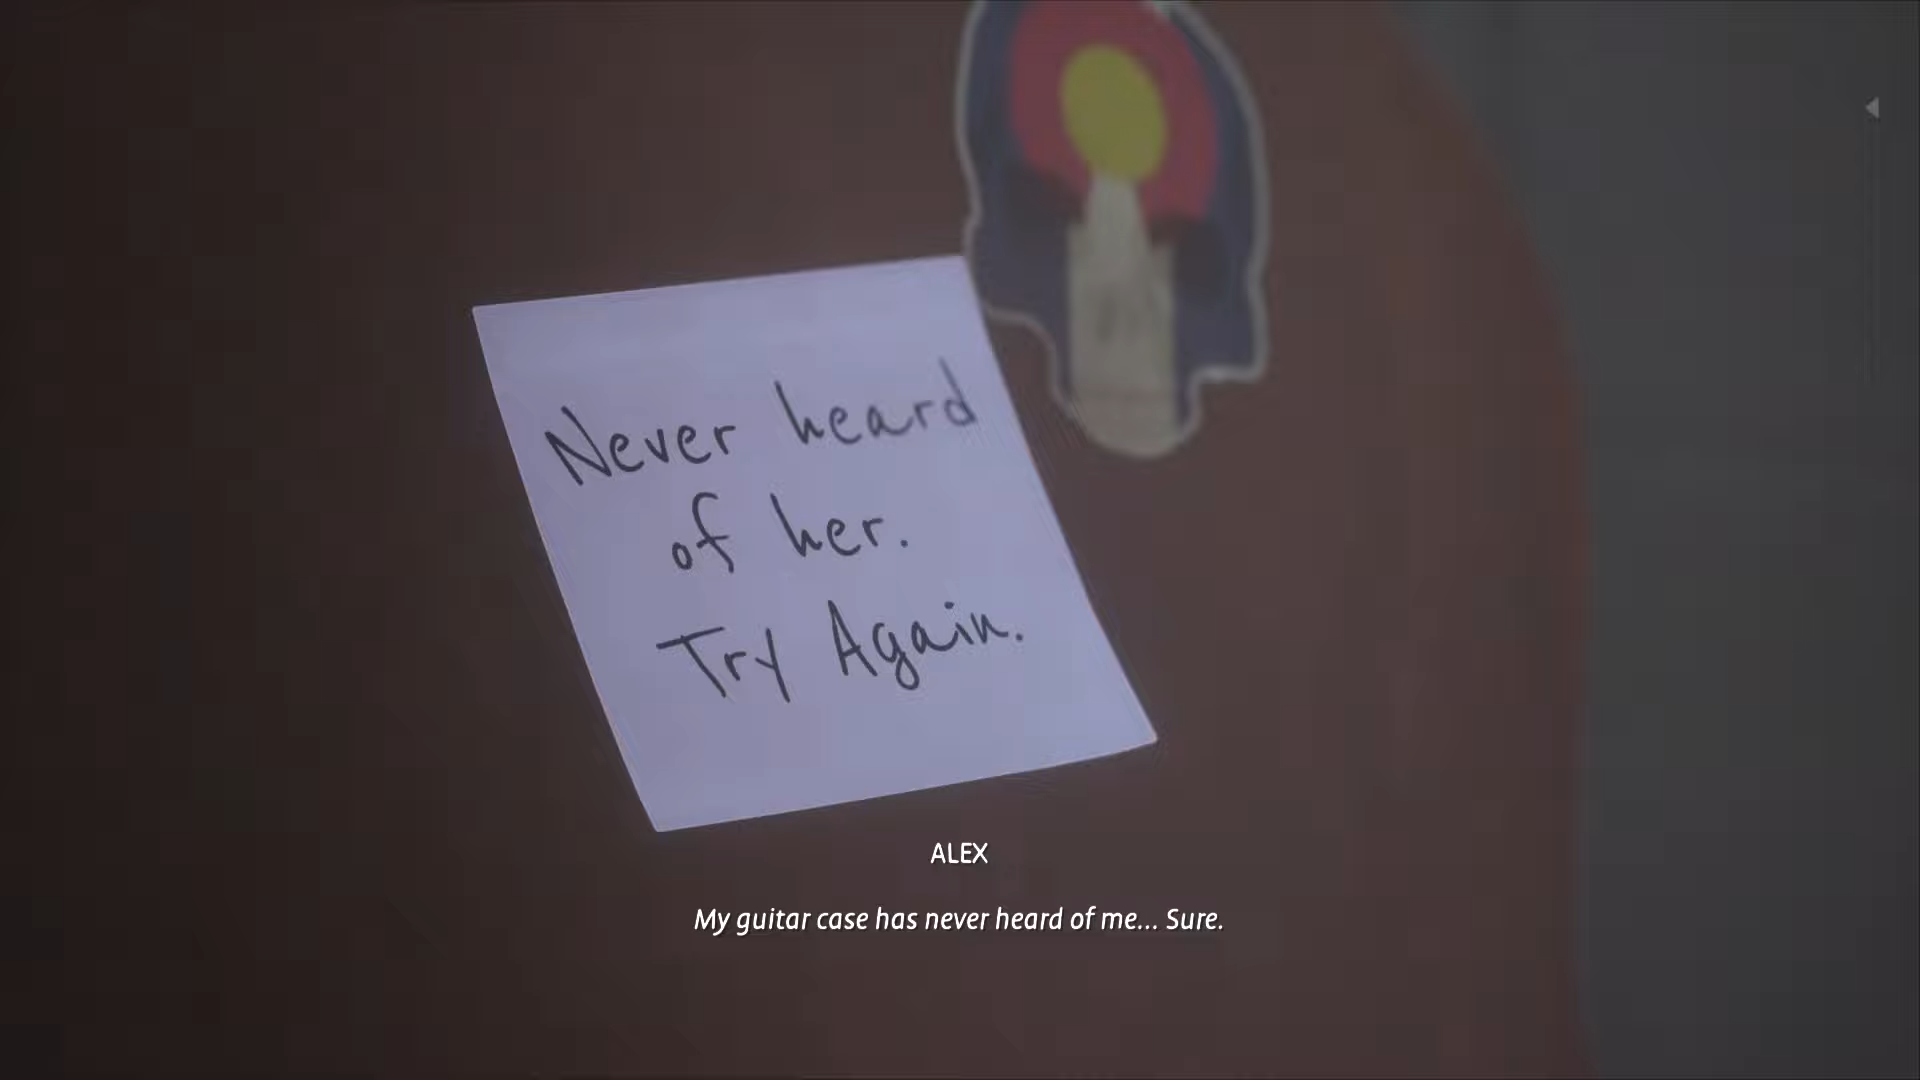 Never heard
of her.
Try Again.
ALEX
My guitar case has never heard of me... Sure.